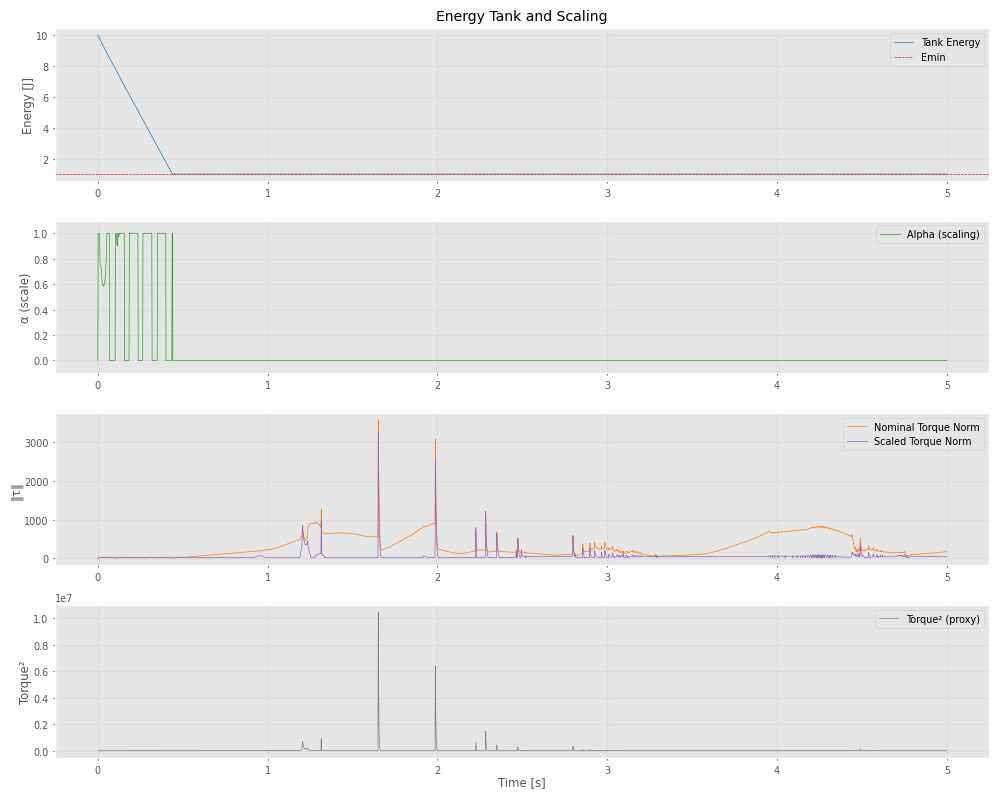 Energy Tank and Scaling
Energy [J]
10
8
6
4
2
Tank Energy
Emin
0 1 2 3 4 5
α (scale)
1.0
0.8
0.6
0.4
0.2
0.0
Alpha (scaling)
0 1 2 3 4 5
‖τ‖
3000
2000
1000
0
Nominal Torque Norm
Scaled Torque Norm
0 1 2 3 4 5
1e7
Torque²
1.0
0.8
0.6
0.4
0.2
0.0
Torque² (proxy)
0 1 2 3 4 5
Time [s]